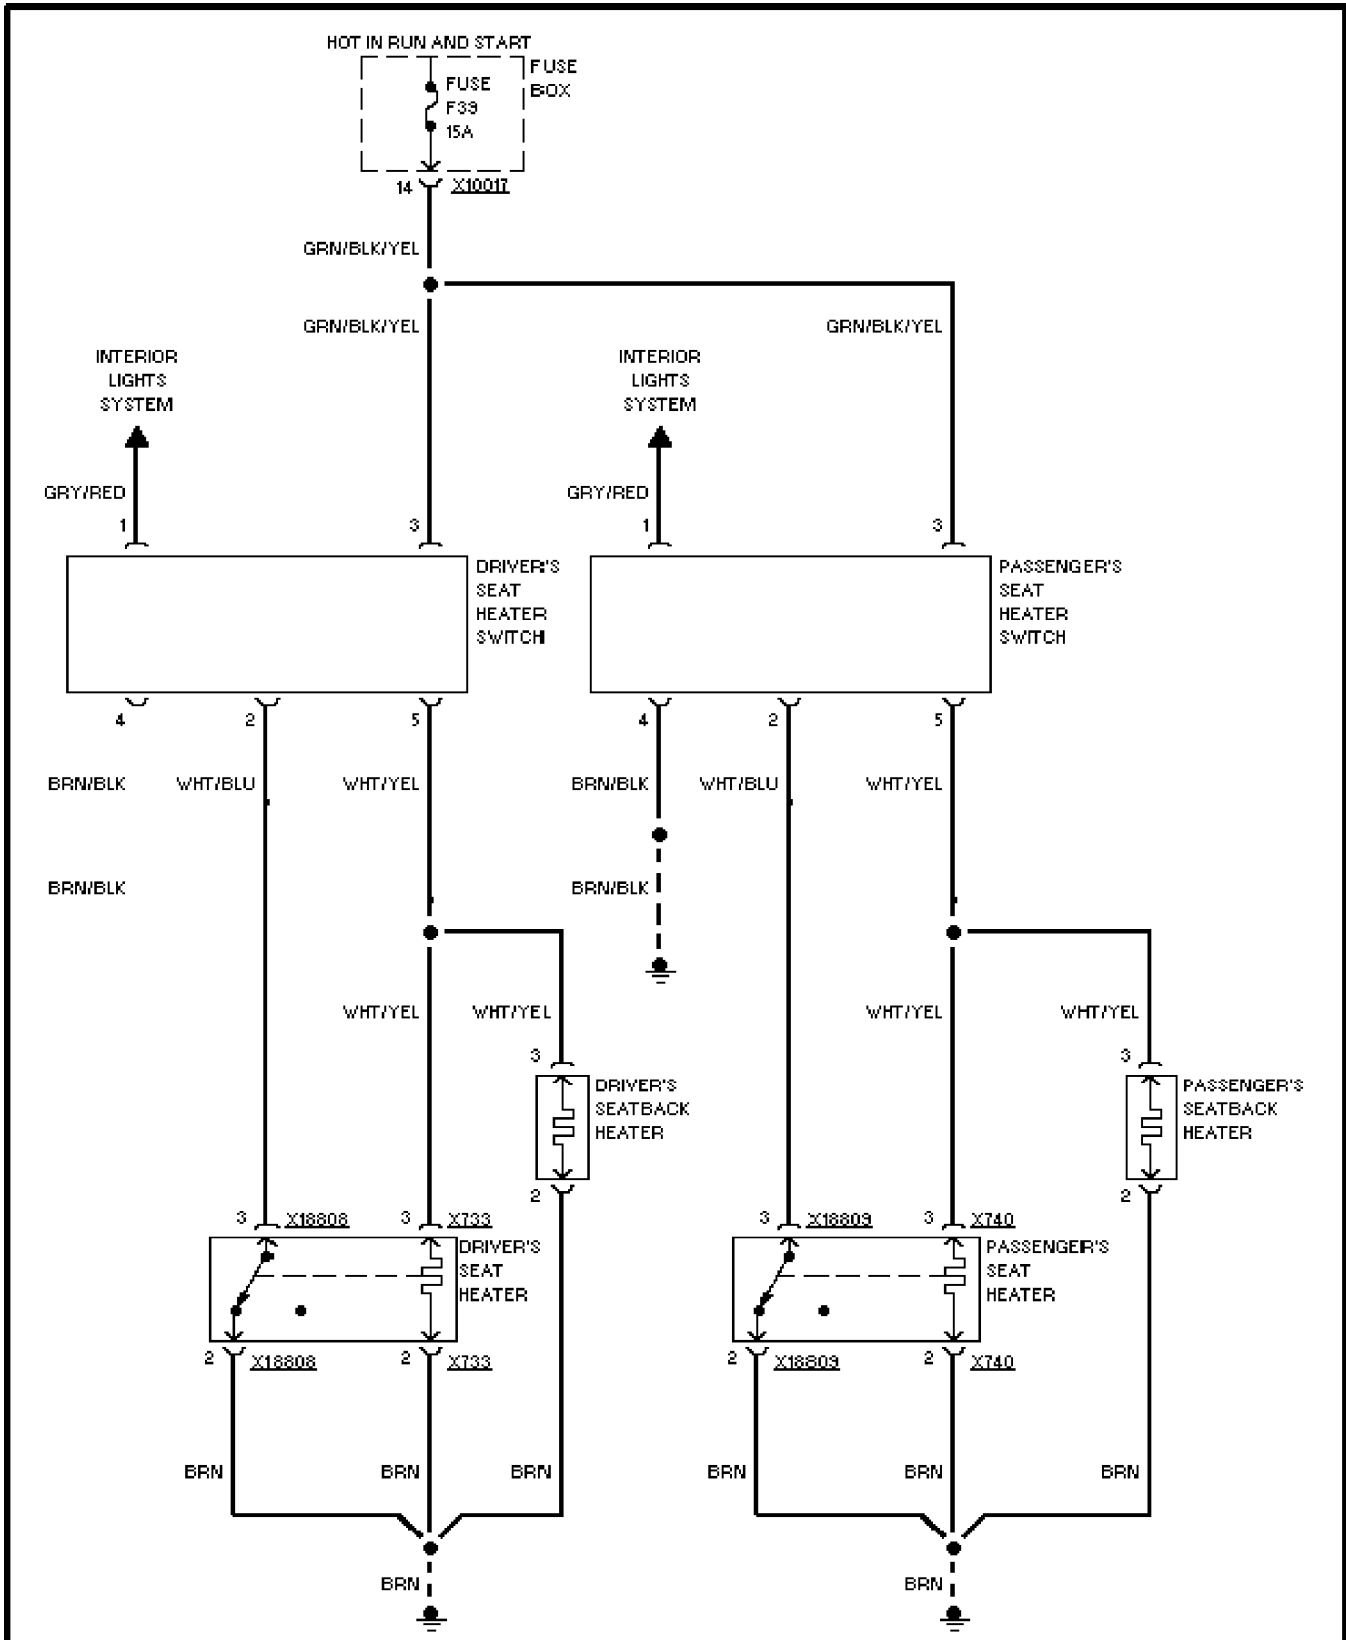 HOT IN RUN AND START
FUSE
BOX
FUSE
F39
15A
14 X10017
GRN/BLK/YEL
GRN/BLK/YEL
GRN/BLK/YEL
INTERIOR
LIGHTS
SYSTEM
INTERIOR
LIGHTS
SYSTEM
GRY/RED
GRY/RED
1
3
1
3
DRIVER'S
SEAT
HEATER
SWITCH
PASSENGER'S
SEAT
HEATER
SWITCH
4
2
5
4
2
5
BRN/BLK
WHT/BLU
WHT/YEL
BRN/BLK
WHT/BLU
WHT/YEL
BRN/BLK
BRN/BLK
WHT/YEL
WHT/YEL
WHT/YEL
WHT/YEL
3
3
DRIVER'S
SEATBACK
HEATER
PASSENGER'S
SEATBACK
HEATER
2
2
3 X18808
3 X733
3 X18809
3 X740
DRIVER'S
SEAT
HEATER
PASSENGER'S
SEAT
HEATER
2 X18808
2 X733
2 X18809
2 X740
BRN
BRN
BRN
BRN
BRN
BRN
BRN
BRN